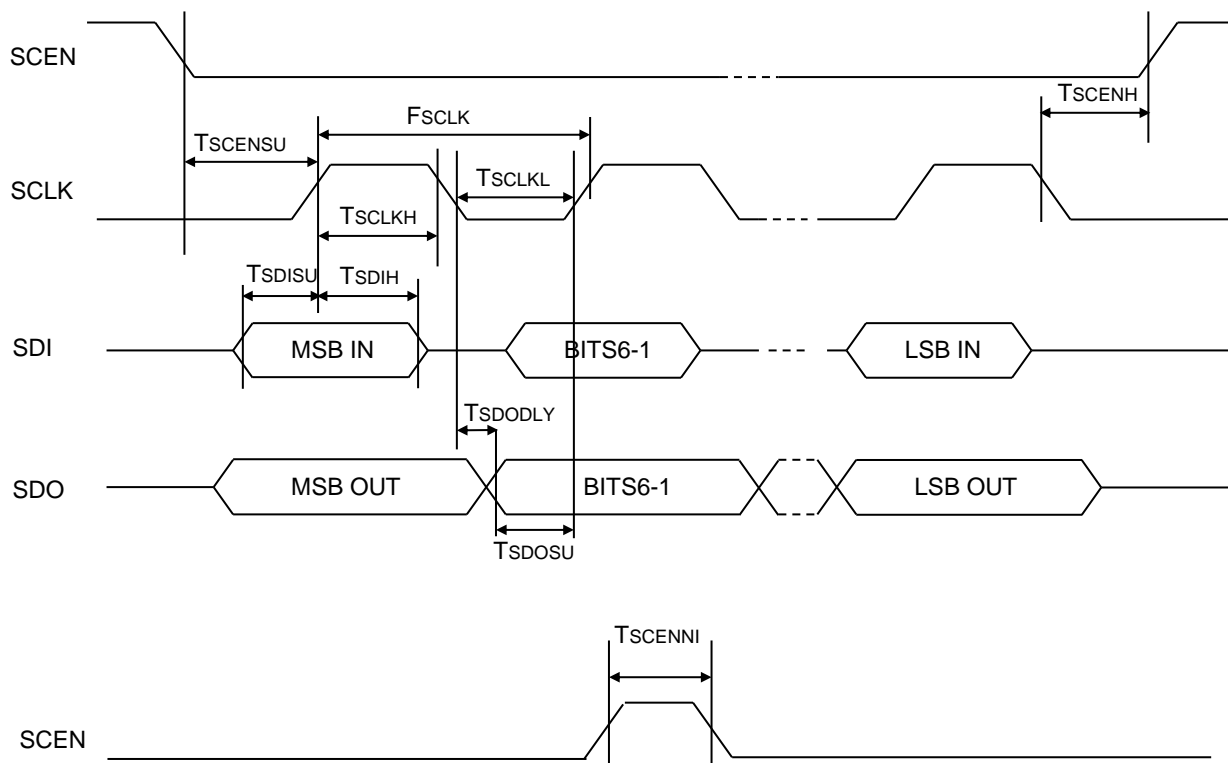 SCEN
TSCENH
FSCLK
TSCENSU
TSCLKL
SCLK
TSCLKH
TSDISU TSDIH
SDI MSB IN BITS6-1 LSB IN
TSDODLY
SDO MSB OUT BITS6-1 LSB OUT
TSDOSU
TSCENNI
SCEN